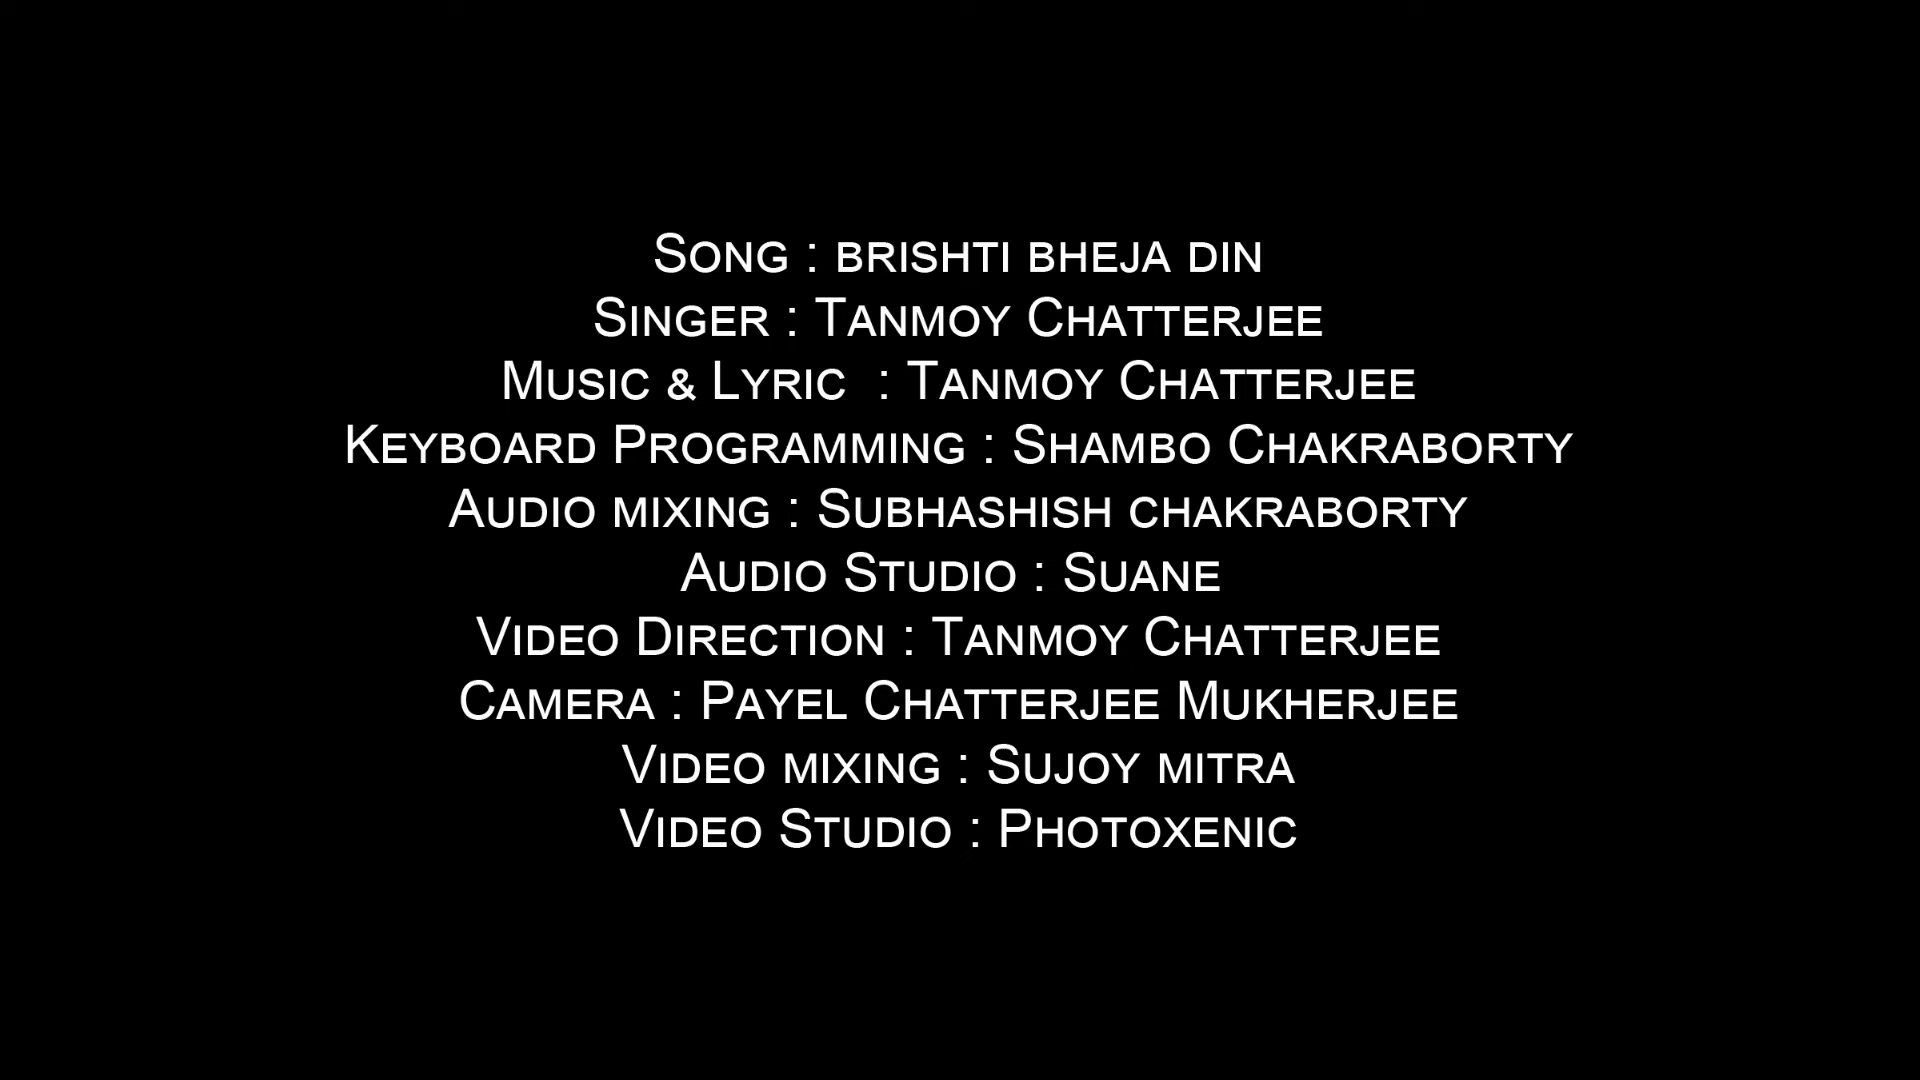 Song : brishti bheja din
Singer : Tanmoy Chatterjee
Music & Lyric  : Tanmoy Chatterjee
Keyboard Programming : Shambo Chakraborty
Audio mixing : Subhashish chakraborty
Audio Studio : Suane
Video Direction : Tanmoy Chatterjee
Camera : Payel Chatterjee Mukherjee
Video mixing : Sujoy mitra
Video Studio : Photoxenic